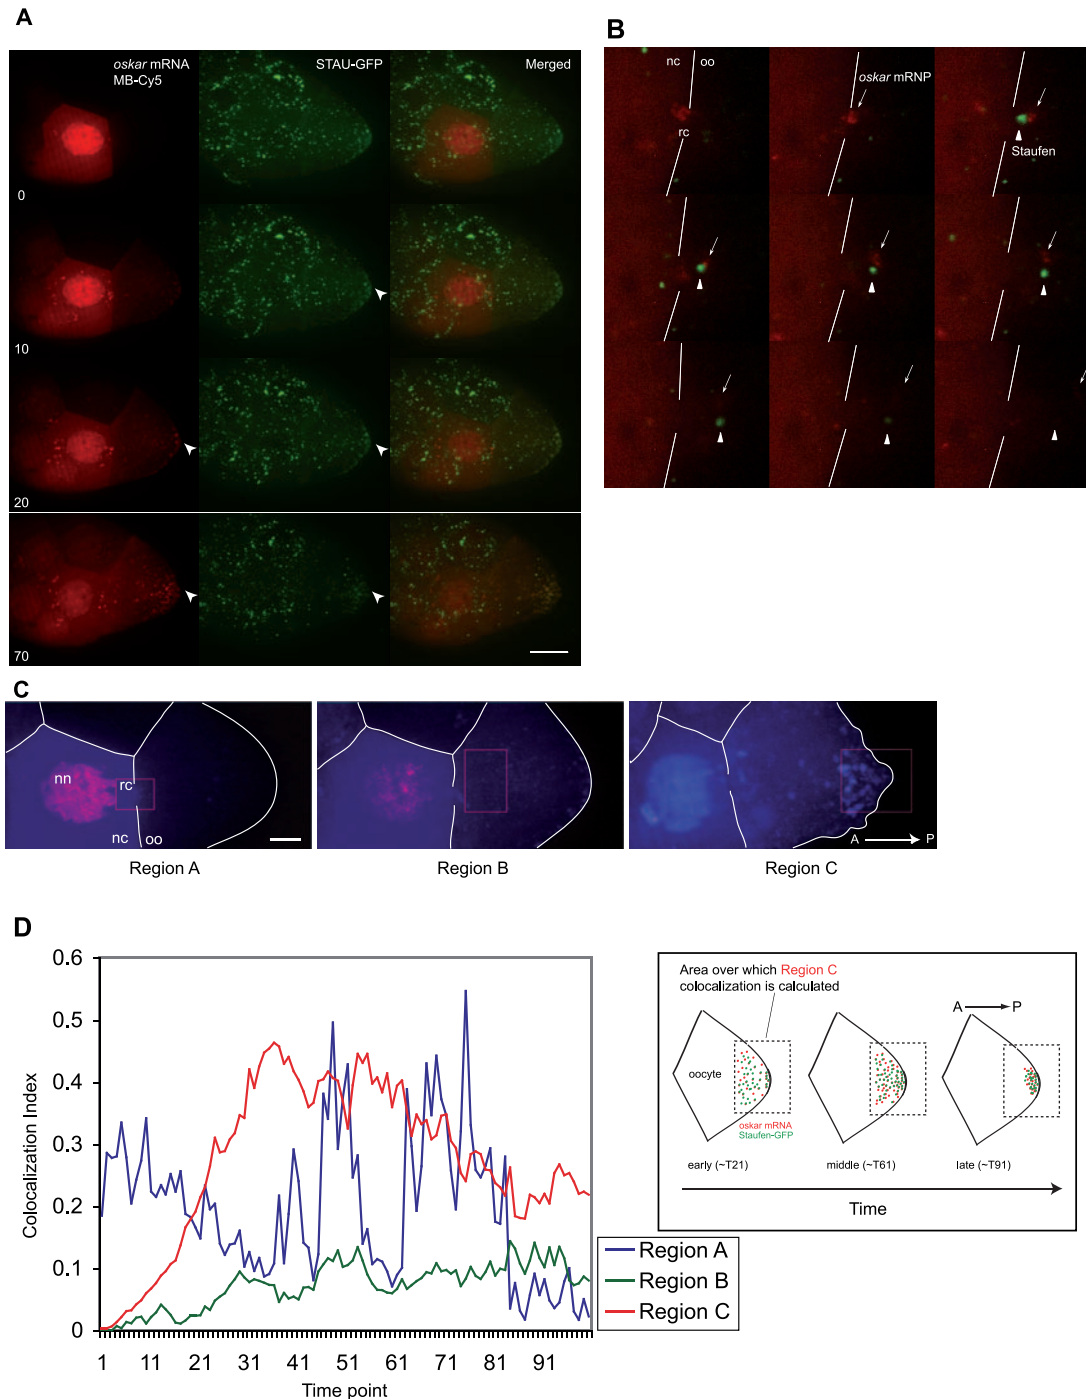 A
oskar mRNA
MB-Cy5
STAU-GFP
Merged
0
10
20
70
B
nc
oo
oskar mRNP
rc
Staufen
C
nn
rc
nc
oo
A
P
Region A
Region B
Region C
D
0.6
0.5
0.4
0.3
0.2
0.1
0
Colocalization Index
1
11
21
31
41
51
61
71
81
91
Time point
Region A
Region B
Region C
Area over which Region C
colocalization is calculated
A
P
oocyte
oskar mRNA
Staufen-GFP
early (~T21)
middle (~T61)
late (~T91)
Time